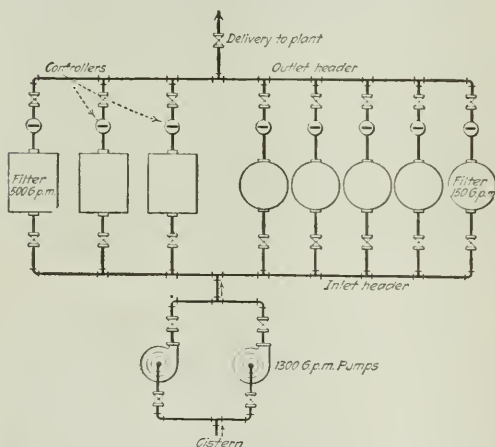 Delivery to plant
Controllers
Outlet header
Filter
500 G.p.m.
Filter
150 G.p.m.
Inlet header
1300 G.p.m. Pumps
Cistern